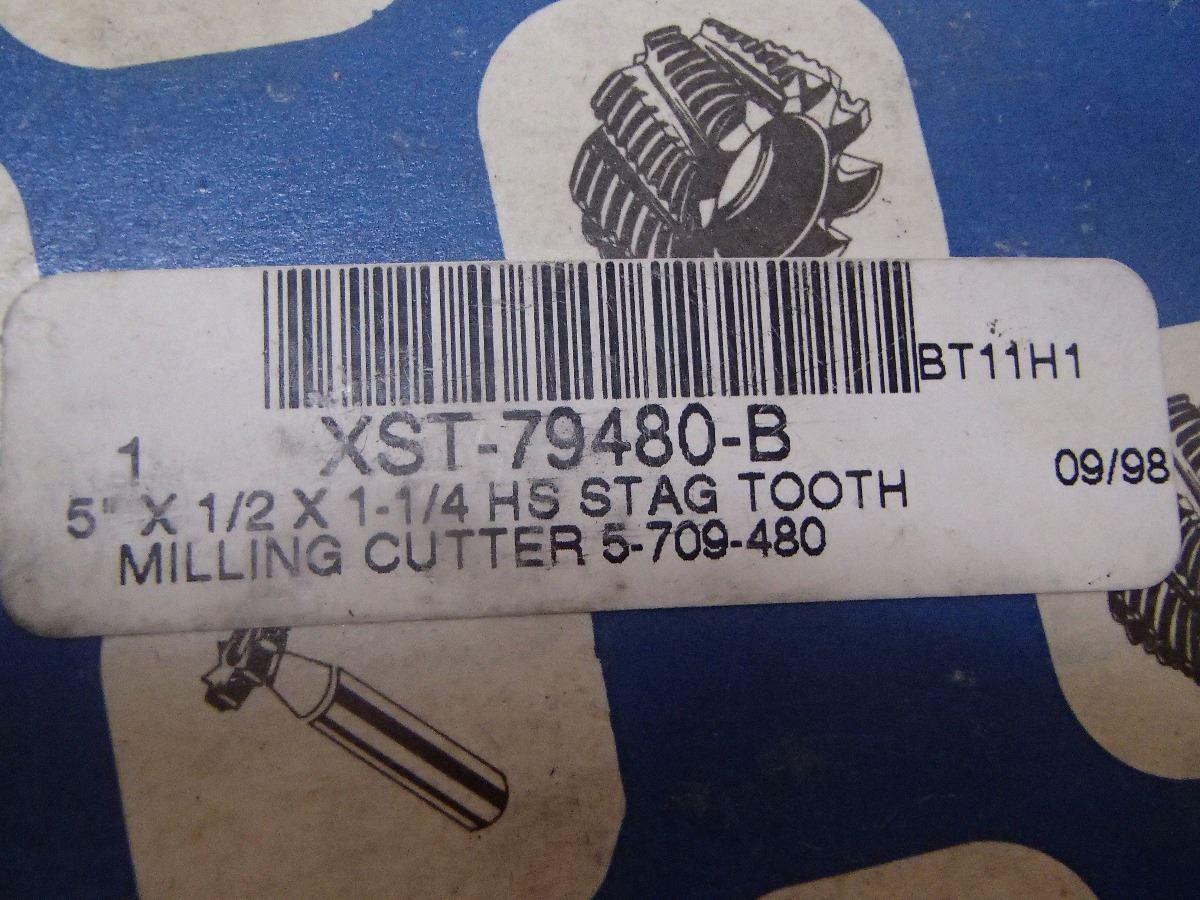 BT11H1
1 XST-79480-B 09/98
5" X 1/2 X 1-1/4 HS STAG TOOTH
MILLING CUTTER 5-709-480